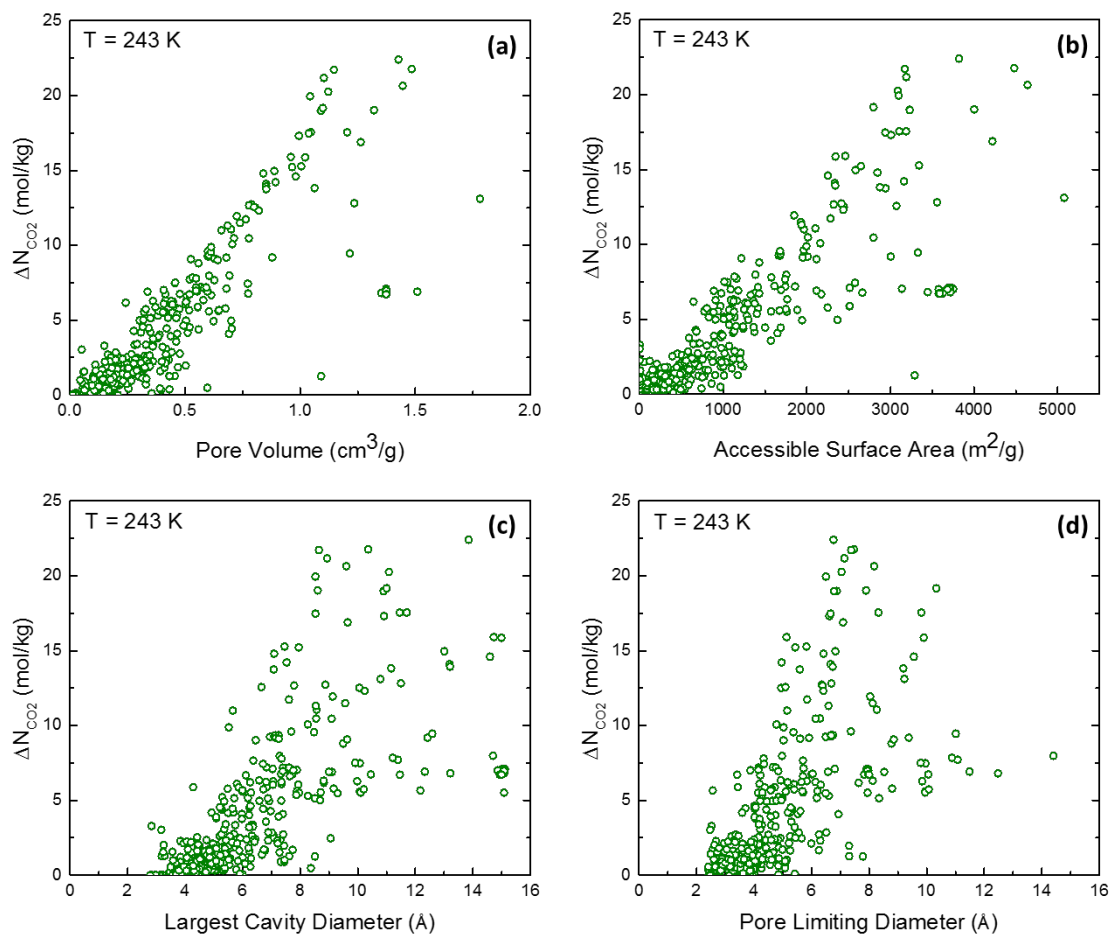 T = 243 K
(a)
25
20
15
10
5
0
0.0 0.5 1.0 1.5 2.0
ΔN_CO2 (mol/kg)
Pore Volume (cm³/g)
T = 243 K
(b)
25
20
15
10
5
0
0 1000 2000 3000 4000 5000
ΔN_CO2 (mol/kg)
Accessible Surface Area (m²/g)
T = 243 K
(c)
25
20
15
10
5
0
0 2 4 6 8 10 12 14 16
ΔN_CO2 (mol/kg)
Largest Cavity Diameter (Å)
T = 243 K
(d)
25
20
15
10
5
0
0 2 4 6 8 10 12 14 16
ΔN_CO2 (mol/kg)
Pore Limiting Diameter (Å)